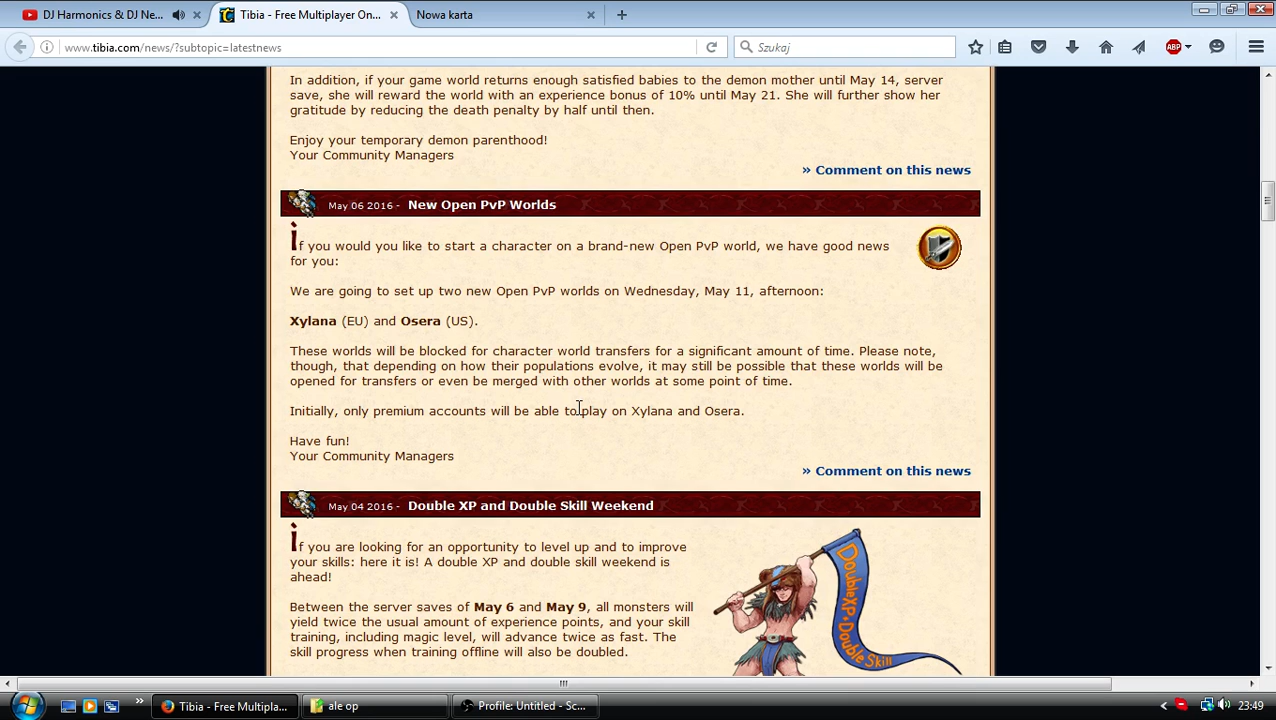 DJ Harmonics & DJ Ne...
Tibia - Free Multiplayer On...
Nowa karta
www.tibia.com/news/?subtopic=latestnews
Szukaj
ABP
In addition, if your game world returns enough satisfied babies to the demon mother until May 14, server
save, she will reward the world with an experience bonus of 10% until May 21. She will further show her
gratitude by reducing the death penalty by half until then.
Enjoy your temporary demon parenthood!
Your Community Managers
» Comment on this news
May 06 2016 - New Open PvP Worlds
if you would you like to start a character on a brand-new Open PvP world, we have good news
for you:
We are going to set up two new Open PvP worlds on Wednesday, May 11, afternoon:
Xylana (EU) and Osera (US).
These worlds will be blocked for character world transfers for a significant amount of time. Please note,
though, that depending on how their populations evolve, it may still be possible that these worlds will be
opened for transfers or even be merged with other worlds at some point of time.
Initially, only premium accounts will be able to play on Xylana and Osera.
Have fun!
Your Community Managers
» Comment on this news
May 04 2016 - Double XP and Double Skill Weekend
if you are looking for an opportunity to level up and to improve
your skills: here it is! A double XP and double skill weekend is
ahead!
Between the server saves of May 6 and May 9, all monsters will
yield twice the usual amount of experience points, and your skill
training, including magic level, will advance twice as fast. The
skill progress when training offline will also be doubled.
Double XP + Double Skill
Tibia - Free Multipla...
ale op
Profile: Untitled - Sc...
23:49